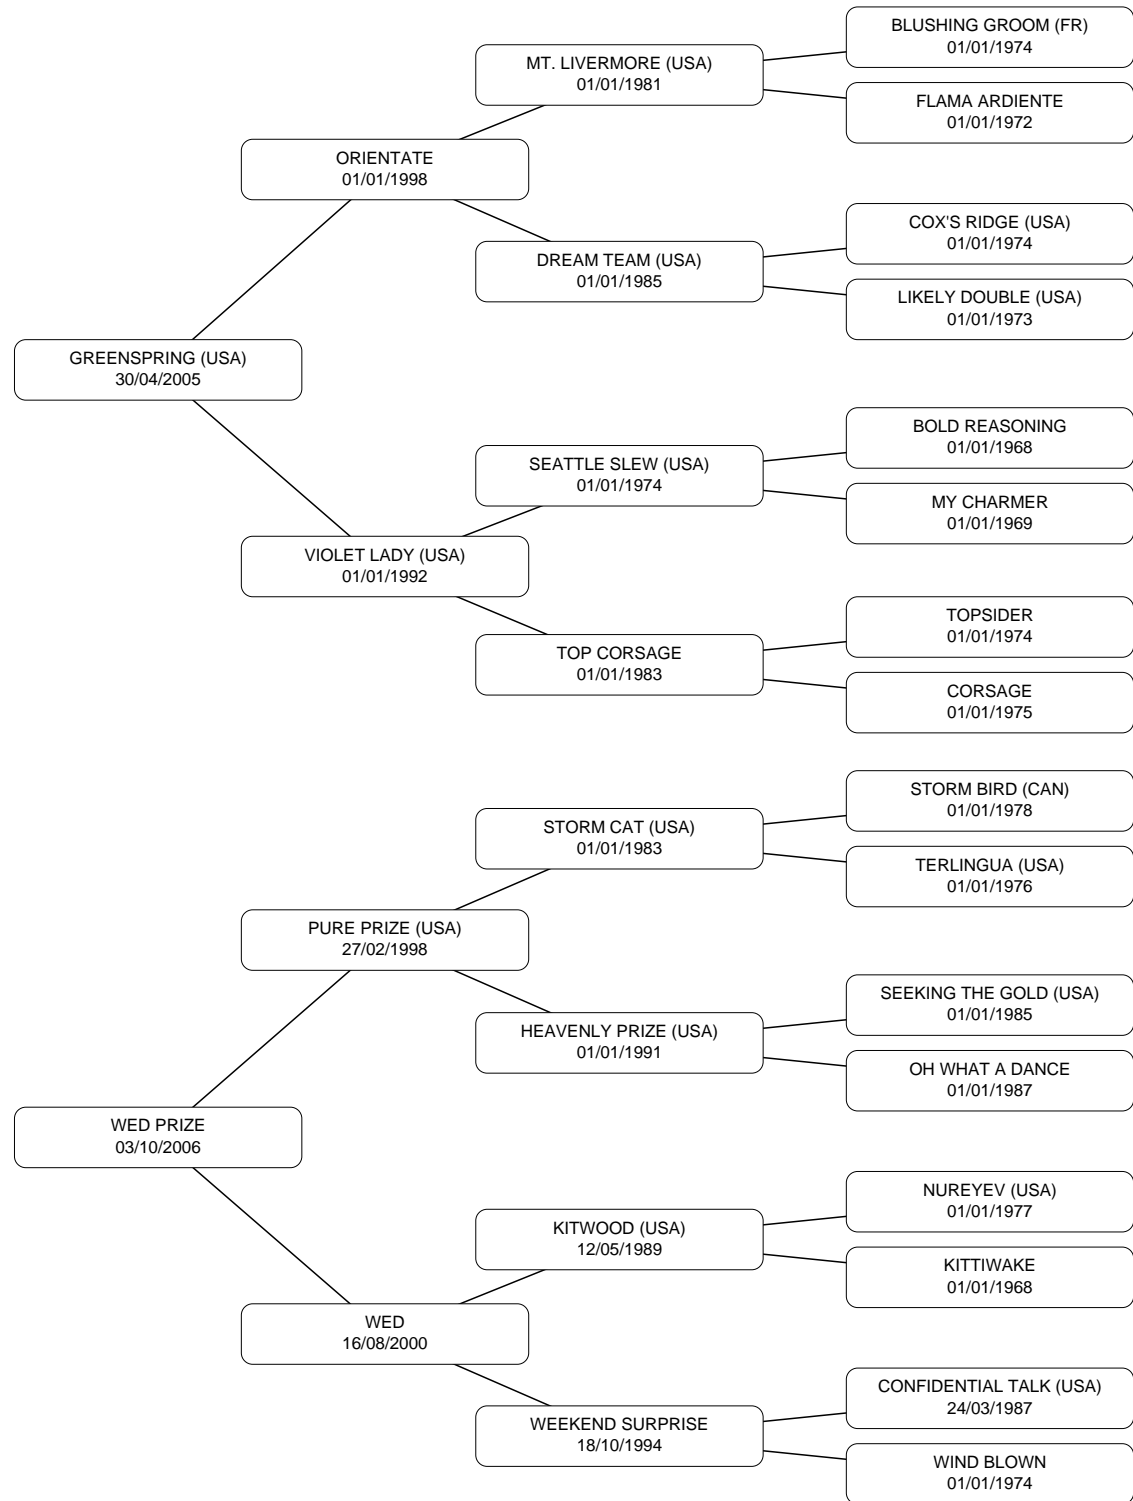 BLUSHING GROOM (FR)
01/01/1974
MT. LIVERMORE (USA)
01/01/1981
FLAMA ARDIENTE
01/01/1972
ORIENTATE
01/01/1998
COX'S RIDGE (USA)
01/01/1974
DREAM TEAM (USA)
01/01/1985
LIKELY DOUBLE (USA)
01/01/1973
GREENSPRING (USA)
30/04/2005
BOLD REASONING
01/01/1968
SEATTLE SLEW (USA)
01/01/1974
MY CHARMER
01/01/1969
VIOLET LADY (USA)
01/01/1992
TOPSIDER
01/01/1974
TOP CORSAGE
01/01/1983
CORSAGE
01/01/1975
STORM BIRD (CAN)
01/01/1978
STORM CAT (USA)
01/01/1983
TERLINGUA (USA)
01/01/1976
PURE PRIZE (USA)
27/02/1998
SEEKING THE GOLD (USA)
01/01/1985
HEAVENLY PRIZE (USA)
01/01/1991
OH WHAT A DANCE
01/01/1987
WED PRIZE
03/10/2006
NUREYEV (USA)
01/01/1977
KITWOOD (USA)
12/05/1989
KITTIWAKE
01/01/1968
WED
16/08/2000
CONFIDENTIAL TALK (USA)
24/03/1987
WEEKEND SURPRISE
18/10/1994
WIND BLOWN
01/01/1974